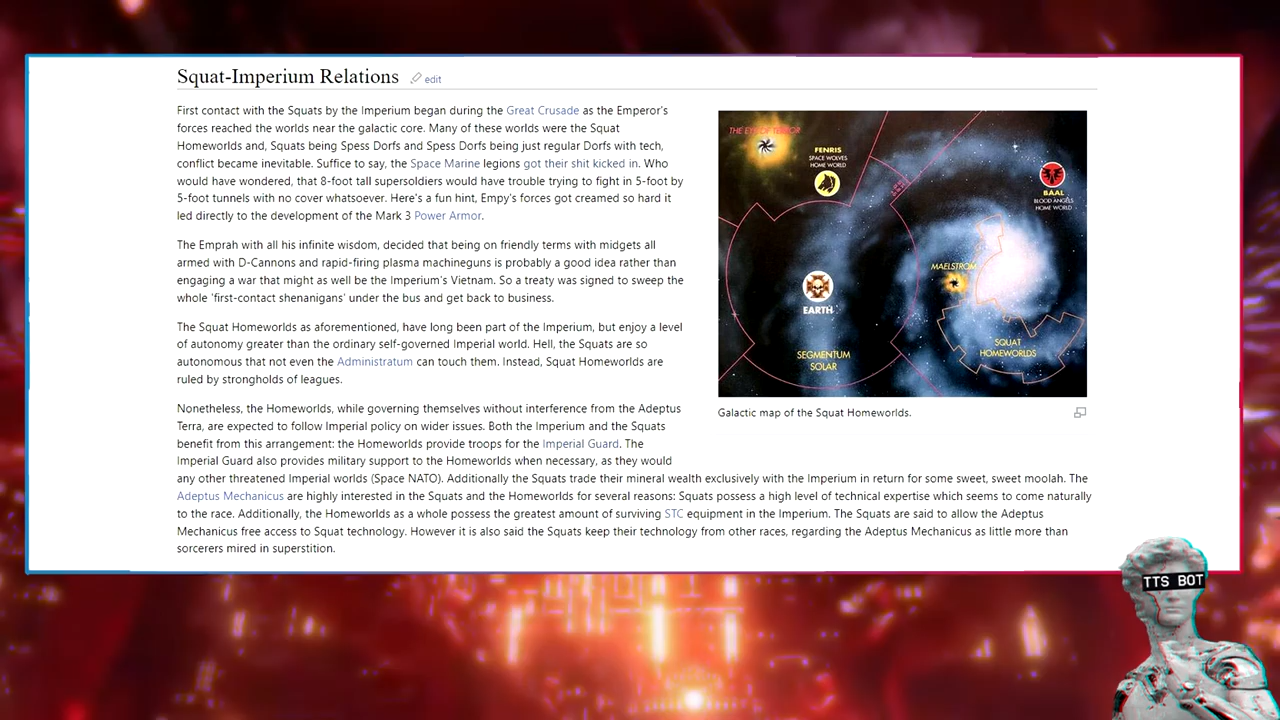 Squat-Imperium Relations
edit
First contact with the Squats by the Imperium began during the Great Crusade as the Emperor's
forces reached the worlds near the galactic core. Many of these worlds were the Squat
Homeworlds and, Squats being Spess Dorfs and Spess Dorfs being just regular Dorfs with tech,
conflict became inevitable. Suffice to say, the Space Marine legions got their shit kicked in. Who
would have wondered, that 8-foot tall supersoldiers would have trouble trying to fight in 5-foot by
5-foot tunnels with no cover whatsoever. Here's a fun hint, Empy's forces got creamed so hard it
led directly to the development of the Mark 3 Power Armor.
The Emprah with all his infinite wisdom, decided that being on friendly terms with midgets all
armed with D-Cannons and rapid-firing plasma machineguns is probably a good idea rather than
engaging a war that might as well be the Imperium's Vietnam. So a treaty was signed to sweep the
whole 'first-contact shenanigans' under the bus and get back to business.
The Squat Homeworlds as aforementioned, have long been part of the Imperium, but enjoy a level
of autonomy greater than the ordinary self-governed Imperial world. Hell, the Squats are so
autonomous that not even the Administratum can touch them. Instead, Squat Homeworlds are
ruled by strongholds of leagues.
Nonetheless, the Homeworlds, while governing themselves without interference from the Adeptus
Terra, are expected to follow Imperial policy on wider issues. Both the Imperium and the Squats
benefit from this arrangement: the Homeworlds provide troops for the Imperial Guard. The
Imperial Guard also provides military support to the Homeworlds when necessary, as they would
any other threatened Imperial worlds (Space NATO). Additionally the Squats trade their mineral wealth exclusively with the Imperium in return for some sweet, sweet moolah. The
Adeptus Mechanicus are highly interested in the Squats and the Homeworlds for several reasons: Squats possess a high level of technical expertise which seems to come naturally
to the race. Additionally, the Homeworlds as a whole possess the greatest amount of surviving STC equipment in the Imperium. The Squats are said to allow the Adeptus
Mechanicus free access to Squat technology. However it is also said the Squats keep their technology from other races, regarding the Adeptus Mechanicus as little more than
sorcerers mired in superstition.
THE EYE OF TERROR
FENRIS
SPACE WOLVES
HOME WORLD
BAAL
BLOOD ANGELS
HOME WORLD
MAELSTROM
EARTH
SQUAT
HOMEWORLDS
SEGMENTUM
SOLAR
Galactic map of the Squat Homeworlds.
TTS BOT